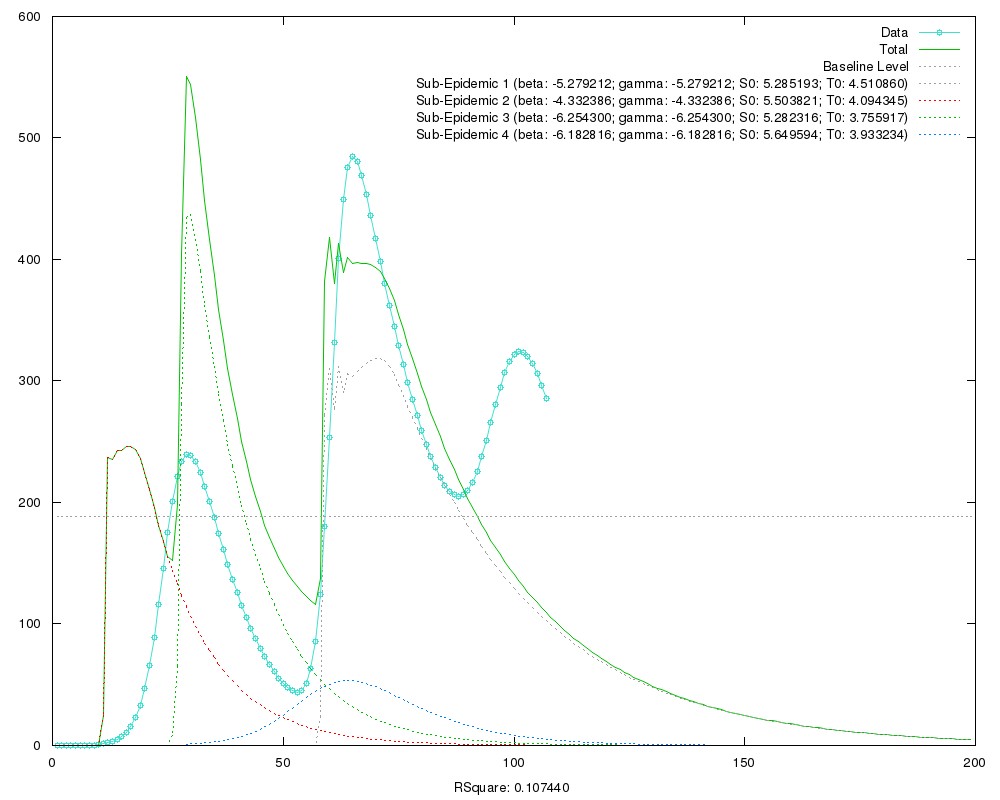 600
500
400
300
200
100
0
Data
Total
Baseline Level
Sub-Epidemic 1 (beta: -5.279212; gamma: -5.279212; S0: 5.285193; T0: 4.510860)
Sub-Epidemic 2 (beta: -4.332386; gamma: -4.332386; S0: 5.503821; T0: 4.094345)
Sub-Epidemic 3 (beta: -6.254300; gamma: -6.254300; S0: 5.282316; T0: 3.755917)
Sub-Epidemic 4 (beta: -6.182816; gamma: -6.182816; S0: 5.649594; T0: 3.933234)
0 50 100 150 200
RSquare: 0.107440